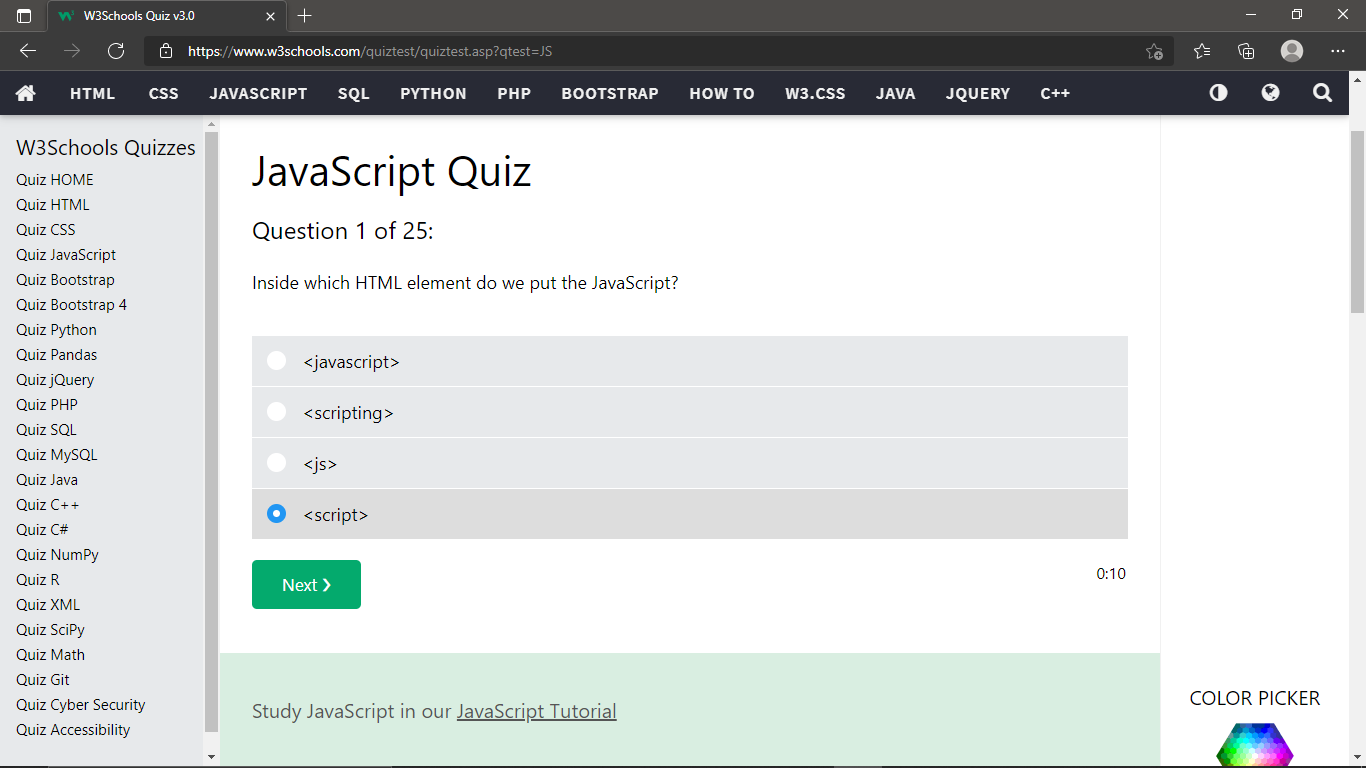 W3Schools Quiz v3.0
https://www.w3schools.com/quiztest/quiztest.asp?qtest=JS
HTML CSS JAVASCRIPT SQL PYTHON PHP BOOTSTRAP HOW TO W3.CSS JAVA JQUERY C++
W3Schools Quizzes
Quiz HOME
Quiz HTML
Quiz CSS
Quiz JavaScript
Quiz Bootstrap
Quiz Bootstrap 4
Quiz Python
Quiz Pandas
Quiz jQuery
Quiz PHP
Quiz SQL
Quiz MySQL
Quiz Java
Quiz C++
Quiz C#
Quiz NumPy
Quiz R
Quiz XML
Quiz SciPy
Quiz Math
Quiz Git
Quiz Cyber Security
Quiz Accessibility
JavaScript Quiz
Question 1 of 25:
Inside which HTML element do we put the JavaScript?
<javascript>
<scripting>
<js>
<script>
Next ❯
0:10
Study JavaScript in our JavaScript Tutorial
COLOR PICKER